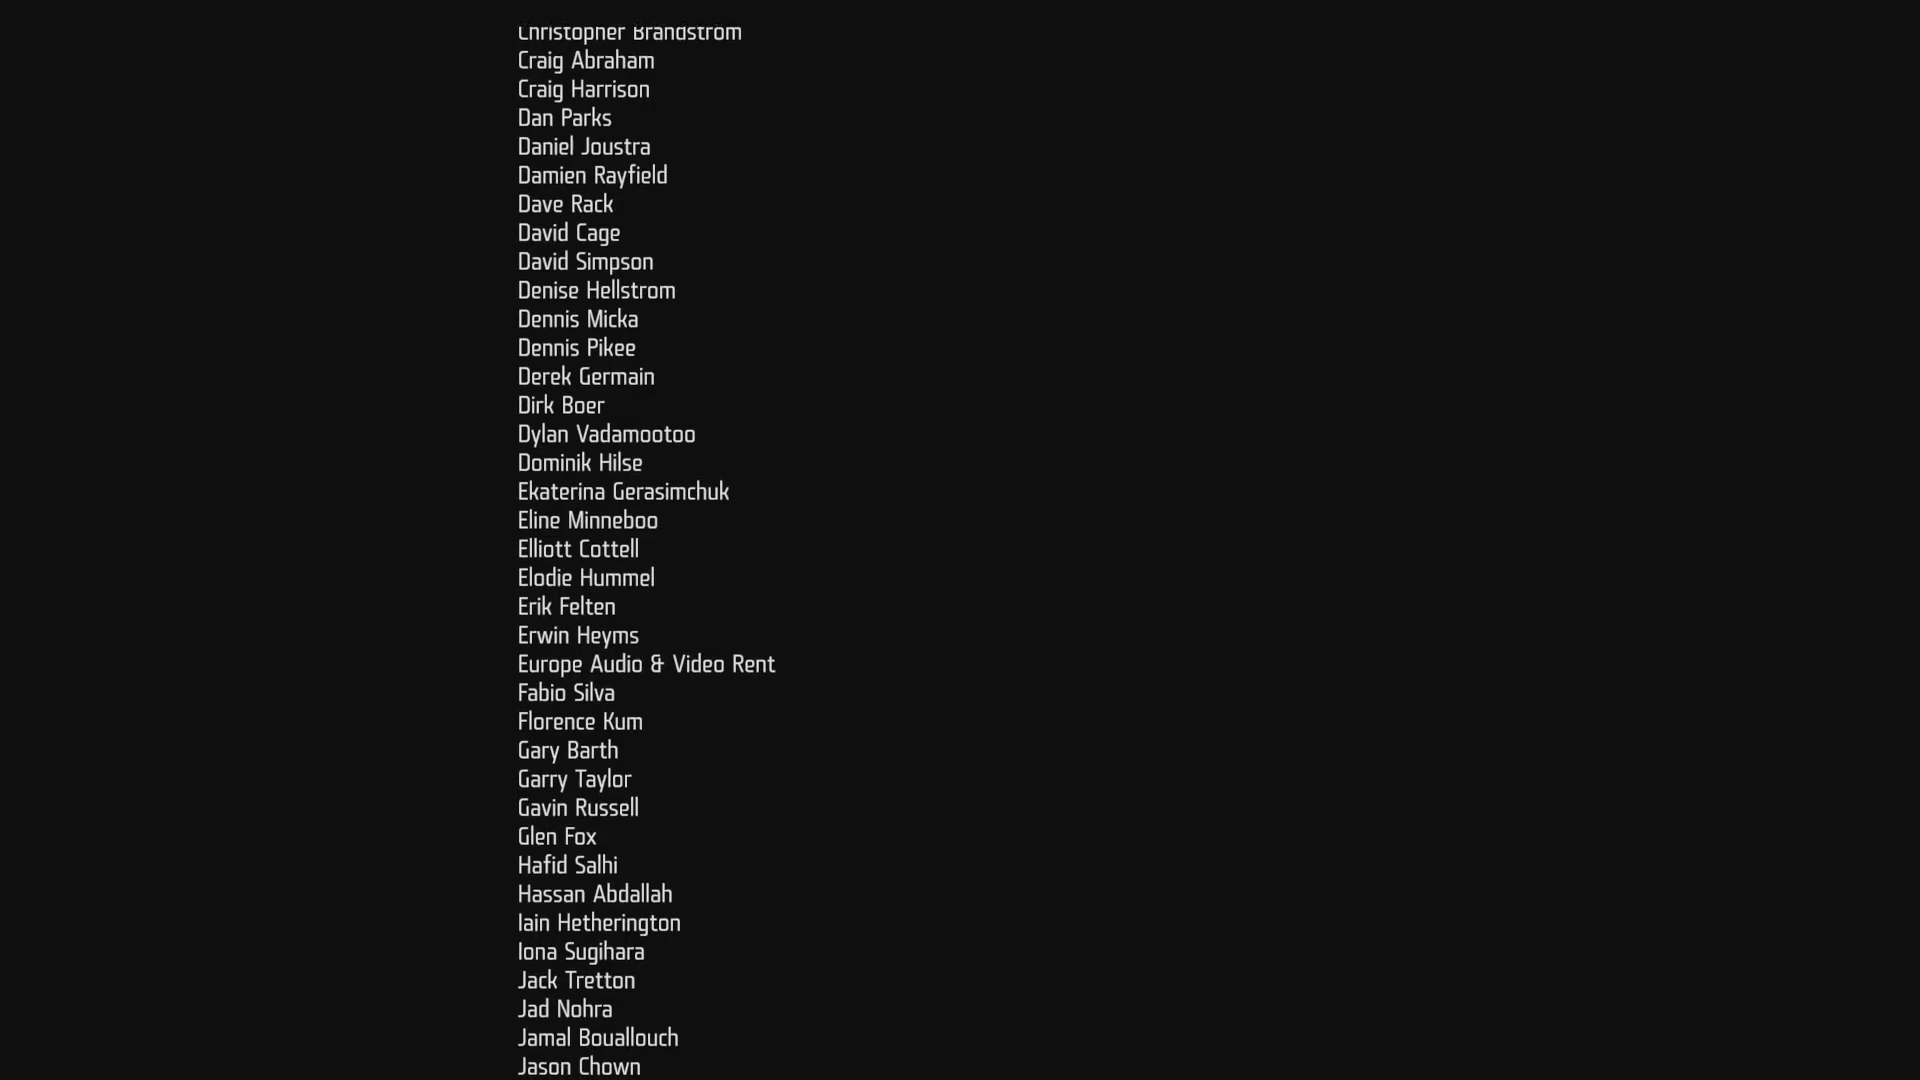 Christopher Brandstrom
Craig Abraham
Craig Harrison
Dan Parks
Daniel Joustra
Damien Rayfield
Dave Rack
David Cage
David Simpson
Denise Hellstrom
Dennis Micka
Dennis Pikee
Derek Germain
Dirk Boer
Dylan Vadamootoo
Dominik Hilse
Ekaterina Gerasimchuk
Eline Minneboo
Elliott Cottell
Elodie Hummel
Erik Felten
Erwin Heyms
Europe Audio & Video Rent
Fabio Silva
Florence Kum
Gary Barth
Garry Taylor
Gavin Russell
Glen Fox
Hafid Salhi
Hassan Abdallah
Iain Hetherington
Iona Sugihara
Jack Tretton
Jad Nohra
Jamal Bouallouch
Jason Chown